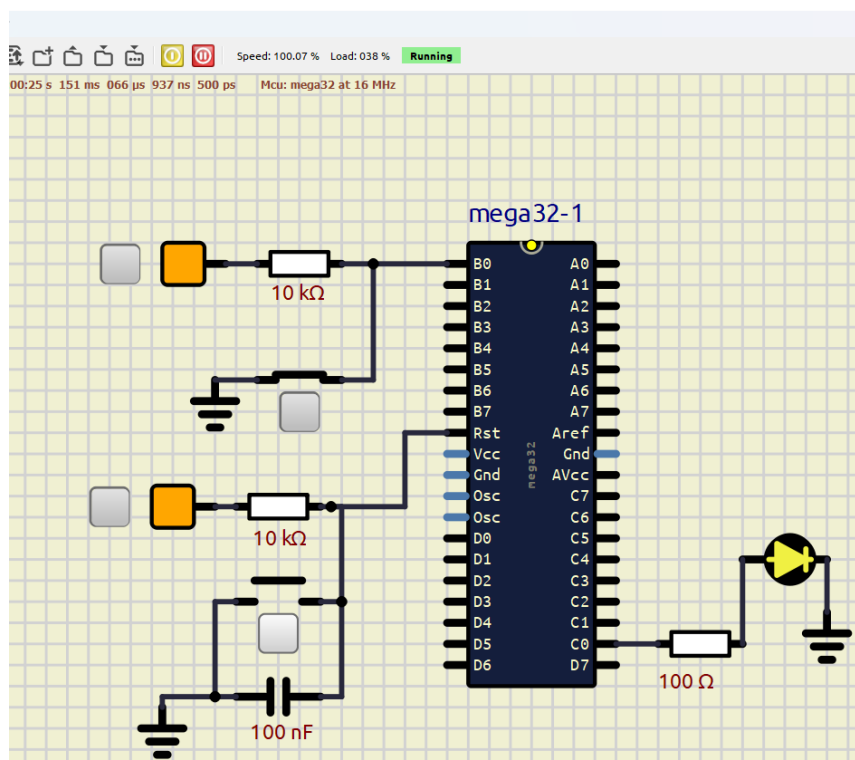 Speed: 100.07 % Load: 038 % Running
00:25 s 151 ms 066 µs 937 ns 500 ps Mcu: mega32 at 16 MHz
mega32-1
B0 A0
10 kΩ
B1 A1
B2 A2
B3 A3
B4 A4
B5 A5
B6 A6
B7 A7
Rst Aref
Vcc Gnd
mega32
Gnd AVcc
Osc C7
Osc C6
10 kΩ
D0 C5
D1 C4
D2 C3
D3 C2
D4 C1
D5 C0
D6 D7
100 Ω
100 nF